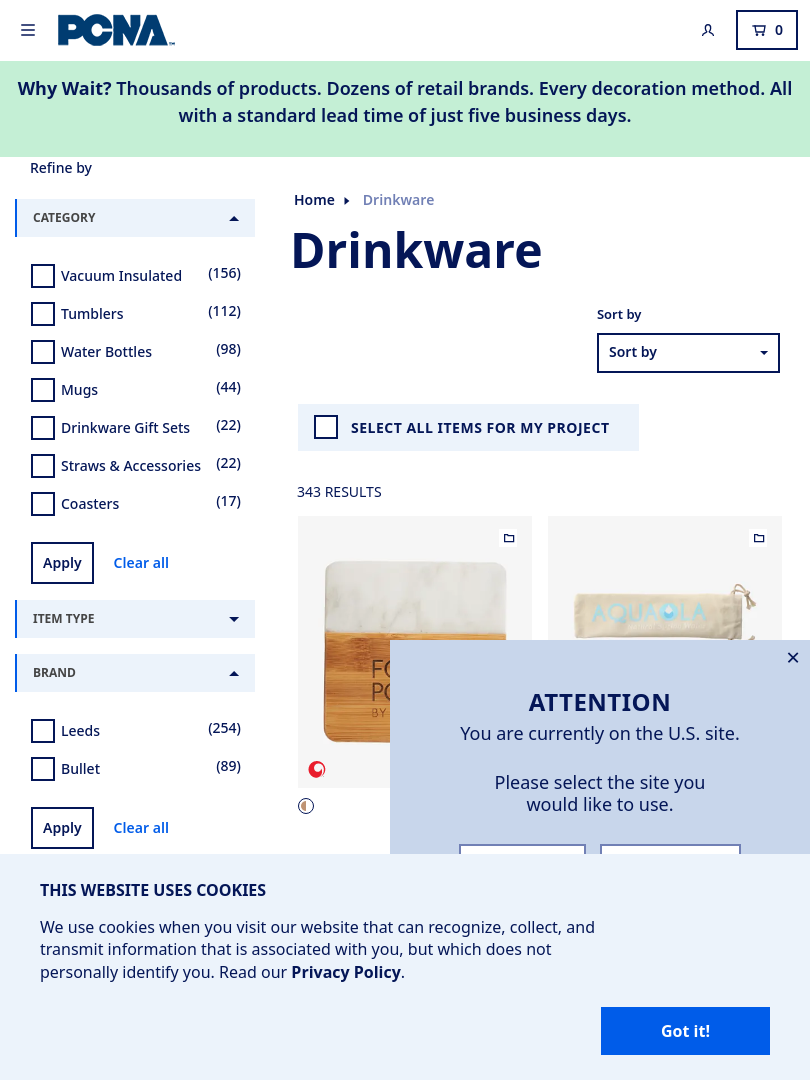 PCNA
0
Why Wait? Thousands of products. Dozens of retail brands. Every decoration method. All
with a standard lead time of just five business days.
Refine by
CATEGORY
Vacuum Insulated (156)
Tumblers (112)
Water Bottles (98)
Mugs (44)
Drinkware Gift Sets (22)
Straws & Accessories (22)
Coasters (17)
Apply Clear all
ITEM TYPE
BRAND
Leeds (254)
Bullet (89)
Apply Clear all
Home Drinkware
Drinkware
Sort by
Sort by
SELECT ALL ITEMS FOR MY PROJECT
343 RESULTS
AQUAOLA
ATTENTION
You are currently on the U.S. site.
Please select the site you
would like to use.
THIS WEBSITE USES COOKIES
We use cookies when you visit our website that can recognize, collect, and
transmit information that is associated with you, but which does not
personally identify you. Read our Privacy Policy.
Got it!